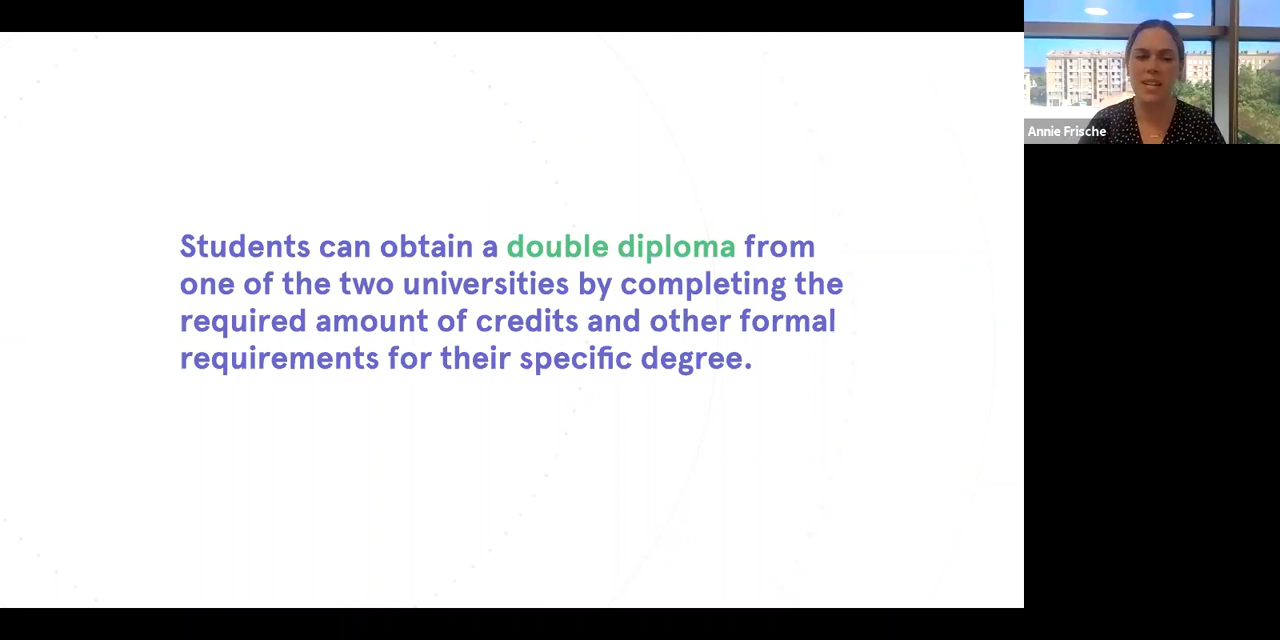 Students can obtain a double diploma from
one of the two universities by completing the
required amount of credits and other formal
requirements for their specific degree.
Annie Frische